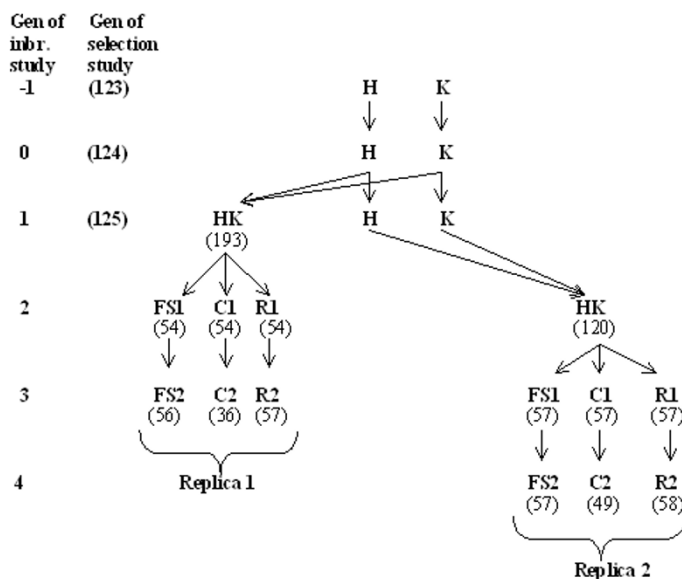 Gen of Gen of
inbr. selection
study study
-1 (123) H K
0 (124) H K
1 (125) HK H K
(193)
2 FS1 C1 R1 HK
(54) (54) (54) (120)
3 FS2 C2 R2 FS1 C1 R1
(56) (36) (57) (57) (57) (57)
4 Replica 1 FS2 C2 R2
(57) (49) (58)
Replica 2